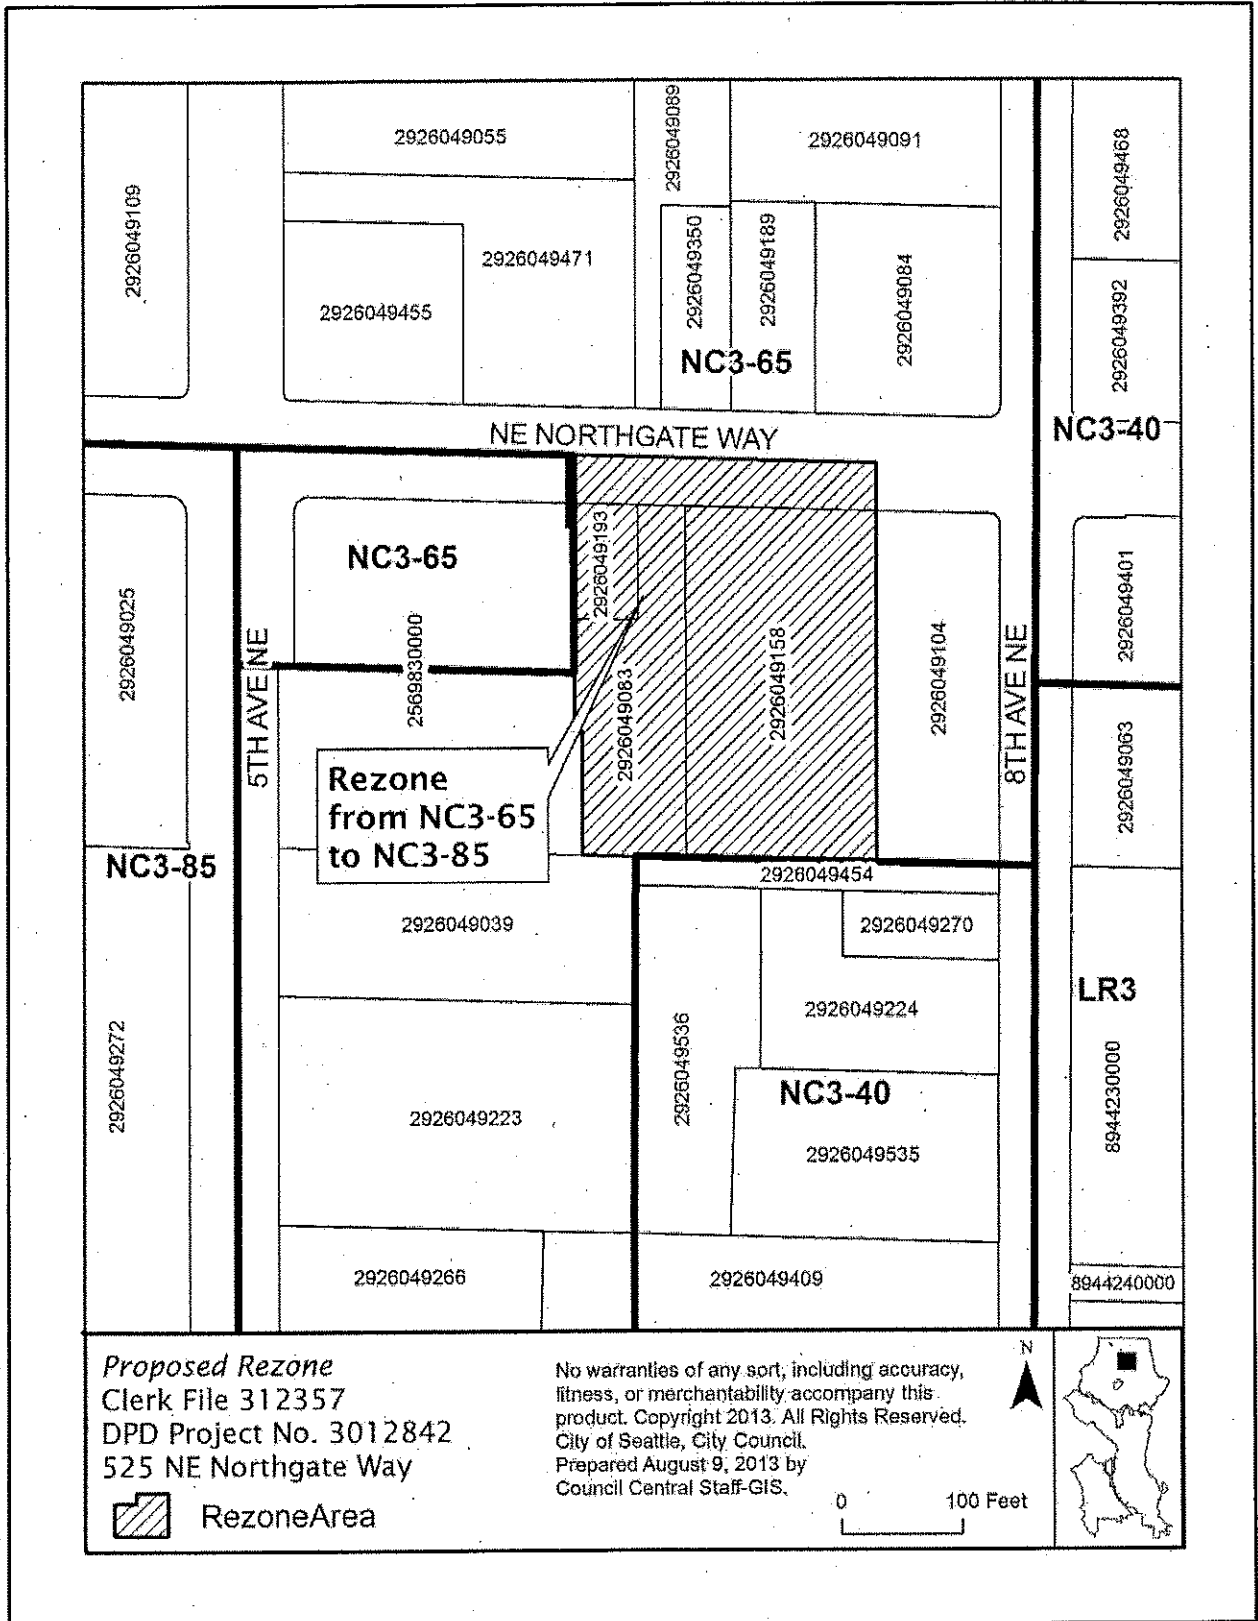 2926049055
2926049089
2926049091
2926049468
2926049109
2926049471
2926049350
2926049189
2926049084
2926049392
2926049455
NC3-65
NC3-40
NE NORTHGATE WAY
NC3-65
2926049193
2926049401
2926049025
5TH AVE NE
2569830000
2926049083
2926049158
2926049104
8TH AVE NE
2926049063
Rezone
from NC3-65
to NC3-85
NC3-85
2926049454
2926049039
2926049270
LR3
2926049224
2926049272
2926049536
2926049223
NC3-40
8944230000
2926049535
2926049266
2926049409
8944240000
Proposed Rezone
Clerk File 312357
DPD Project No. 3012842
525 NE Northgate Way
RezoneArea
No warranties of any sort, including accuracy,
fitness, or merchantability accompany this
product. Copyright 2013. All Rights Reserved.
City of Seattle, City Council.
Prepared August 9, 2013 by
Council Central Staff-GIS.
0 100 Feet
N